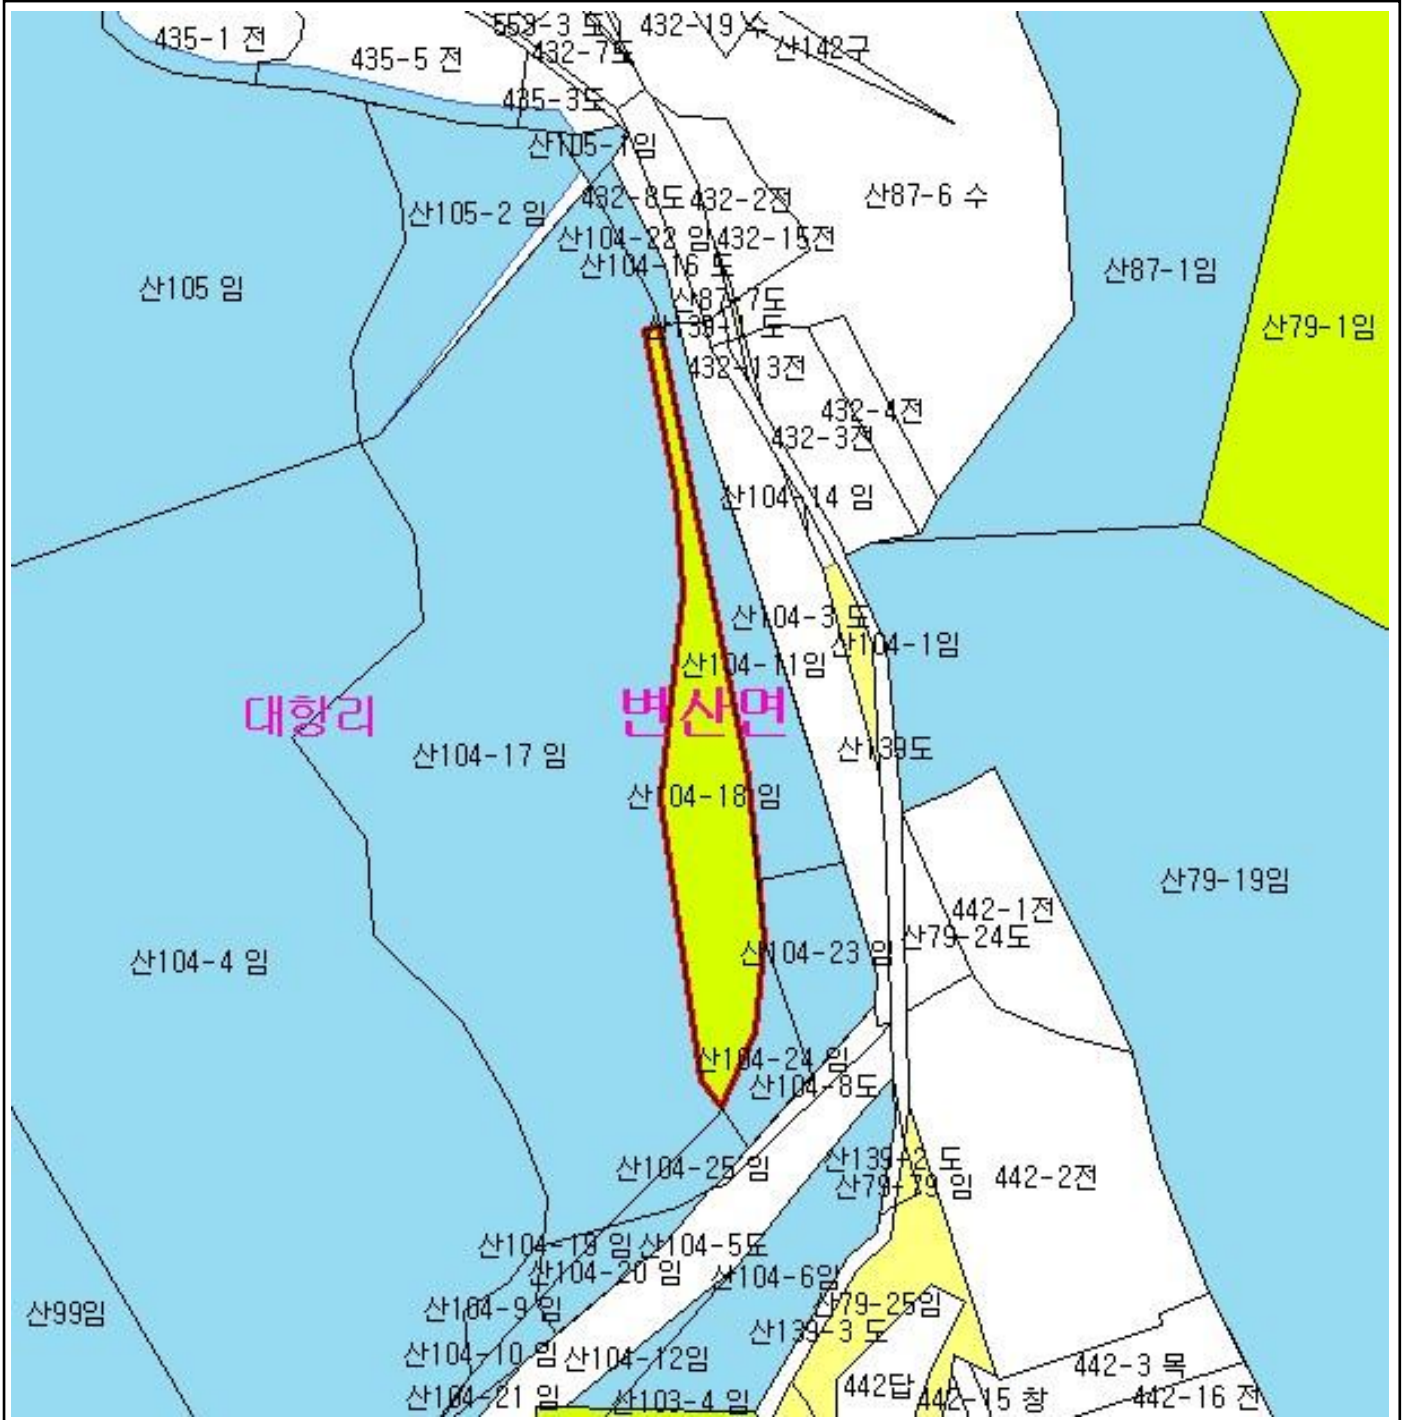 553-3 도
432-19 수
435-1 전
산142구
435-5 전
432-7도
435-3도
산105-1임
432-8도
432-2전
산87-6 수
산105-2 임
산104-22 임
432-15전
산104-16 도
산87-1임
산105 임
산87-7도
산79-1임
432-13전
432-4전
432-3전
산104-14 임
산104-3 도
산104-1임
산104-11임
대항리
변산면
산139도
산104-17 임
산104-18 임
산79-19임
442-1전
산79-24도
산104-23 임
산104-4 임
산104-24 임
산104-8도
산139-2 도
산104-25 임
442-2전
산79-79 임
산104-19 임
산104-5도
산104-20 임
산104-6임
산99임
산104-9 임
산79-25임
산139-3 도
산104-10 임
산104-12임
442-3 목
442답
산104-21 임
산103-4 임
442-15 창
442-16 전